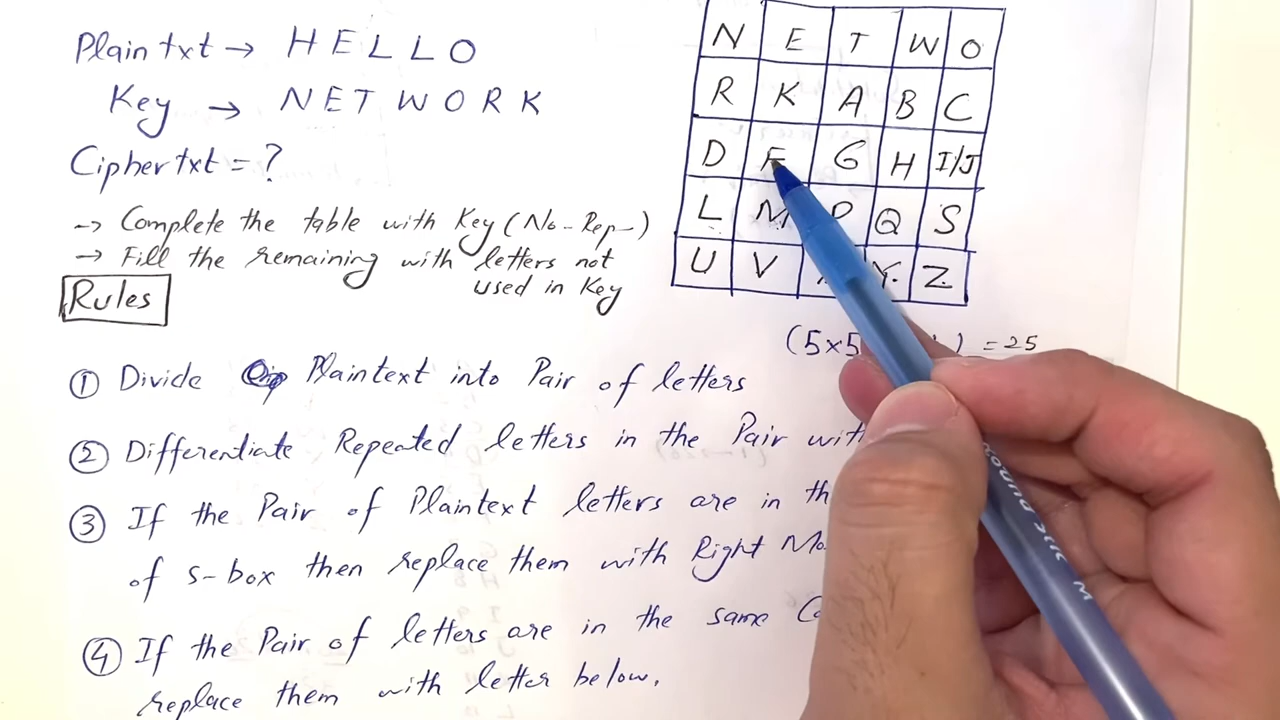 Plain txt → HELLO
Key → NETWORK
Ciphertxt = ?
→ Complete the table with Key (No-Rep-)
→ Fill the remaining with letters not
used in Key
Rules
① Divide Plaintext into Pair of letters
② Differentiate Repeated letters in the Pair with
③ If the Pair of Plaintext letters are in
of S-box then replace them with Right
④ If the Pair of letters are in the same
replace them with letter below.
N E T W O
R K A B C
D F G H I/J
L M P Q S
U V Y Z
(5×5 ) = 25